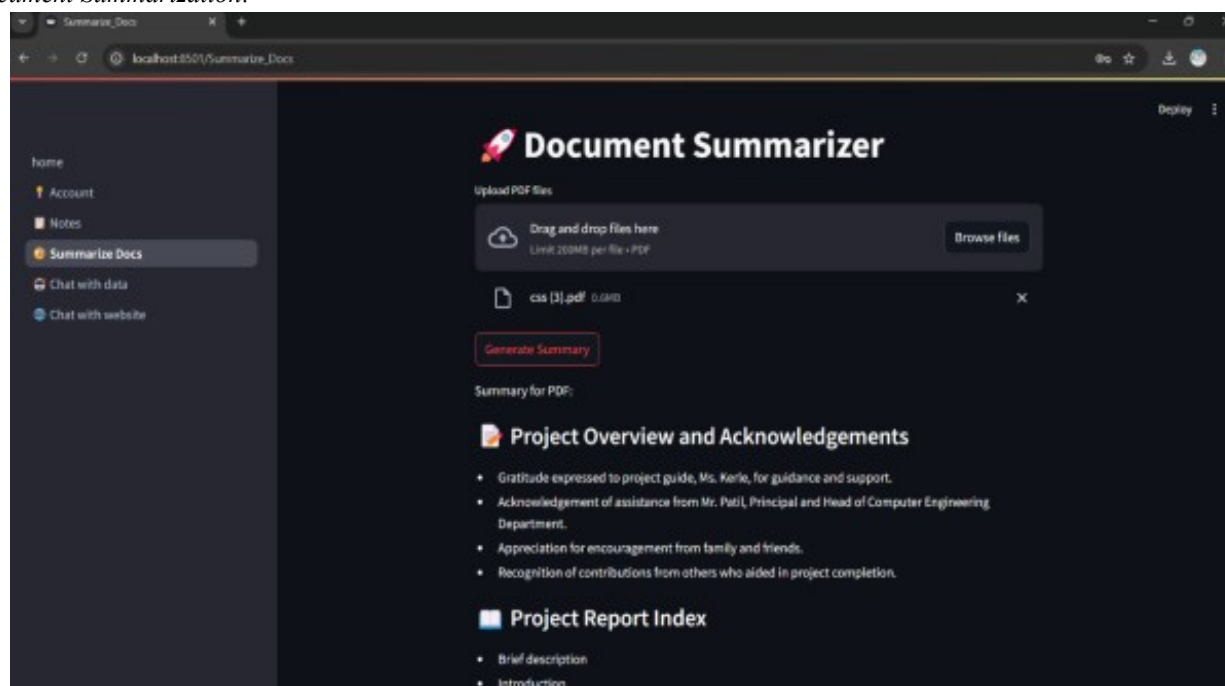 Document Summarization:
Summarize_Docs
localhost:8501/Summarize_Docs
Deploy
home
Account
Notes
Summarize Docs
Chat with data
Chat with website
🚀 Document Summarizer
Upload PDF files
Drag and drop files here
Limit 200MB per file • PDF
Browse files
css (3).pdf 0.6MB
Generate Summary
Summary for PDF:
📝 Project Overview and Acknowledgements
• Gratitude expressed to project guide, Ms. Kerle, for guidance and support.
• Acknowledgement of assistance from Mr. Patil, Principal and Head of Computer Engineering
Department.
• Appreciation for encouragement from family and friends.
• Recognition of contributions from others who aided in project completion.
📖 Project Report Index
• Brief description
• Introduction